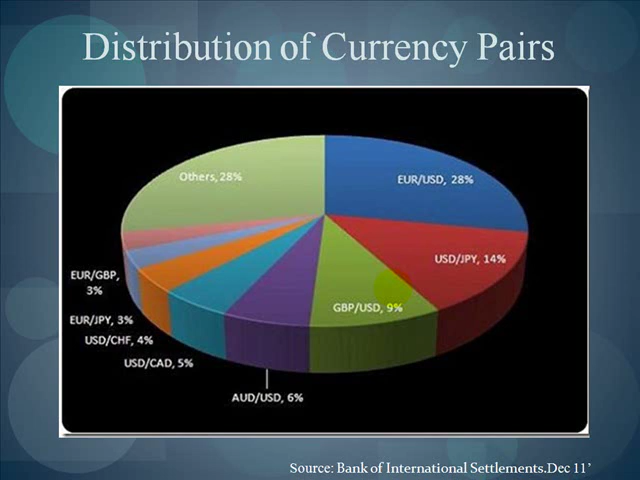 Distribution of Currency Pairs
Others, 28%
EUR/USD, 28%
USD/JPY, 14%
EUR/GBP,
3%
GBP/USD, 9%
EUR/JPY, 3%
USD/CHF, 4%
USD/CAD, 5%
AUD/USD, 6%
Source: Bank of International Settlements.Dec 11’